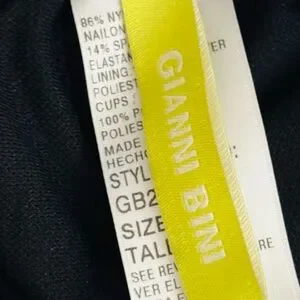 86% NY
NAILON
14% SP
ELASTAN
LINING:
POLIEST
CUPS
100% P
POLIES
MADE
HECHO
STYL
GB2
SIZE
TALL
SEE REV
VER EL
ER
RE
GIANNI BINI